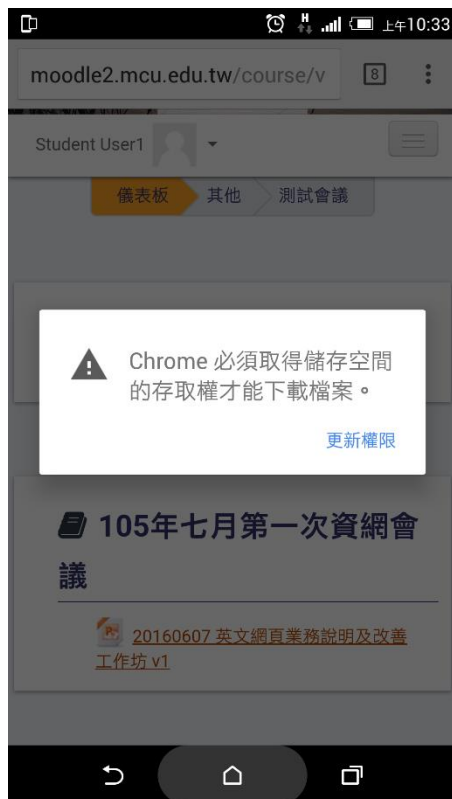 H
上午10:33
moodle2.mcu.edu.tw/course/v
8
Student User1
儀表板
其他
測試會議
Chrome 必須取得儲存空間
的存取權才能下載檔案。
更新權限
105年七月第一次資網會
議
20160607 英文網頁業務說明及改善
工作坊 v1